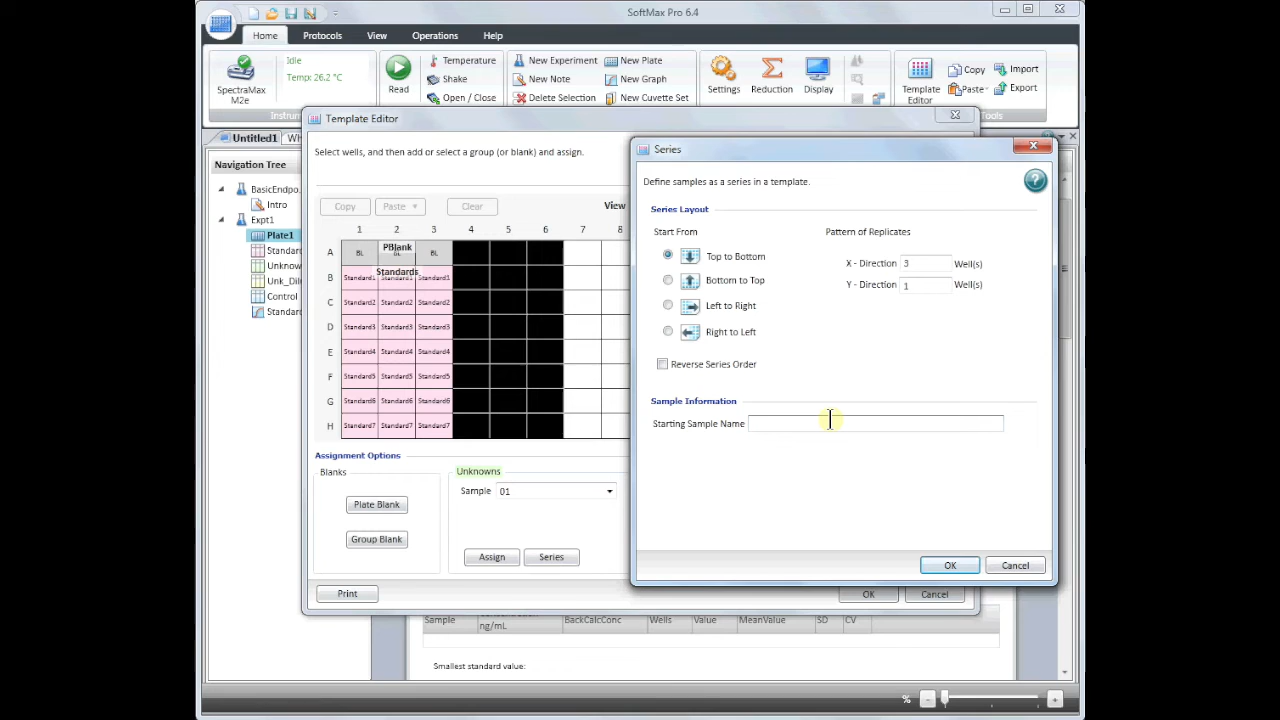 SoftMax Pro 6.4
Home Protocols View Operations Help
Idle
Temp: 26.2 °C
SpectraMax
M2e
Read
Temperature
Shake
Open / Close
New Experiment
New Note
Delete Selection
New Plate
New Graph
New Cuvette Set
Settings
Reduction
Display
Template
Editor
Copy
Paste
Import
Export
Tools
Untitled1
Navigation Tree
BasicEndpo
Intro
Expt1
Plate1
Standard
Unknow
Unk_Dil
Control
Standard
Template Editor
Select wells, and then add or select a group (or blank) and assign.
Copy Paste Clear View
1 2 3 4 5 6 7 8
A BL PBlank BL BL
Standards
B Standard1 Standard1 Standard1
C Standard2 Standard2 Standard2
D Standard3 Standard3 Standard3
E Standard4 Standard4 Standard4
F Standard5 Standard5 Standard5
G Standard6 Standard6 Standard6
H Standard7 Standard7 Standard7
Assignment Options
Blanks
Plate Blank
Group Blank
Unknowns
Sample 01
Assign Series
Print OK Cancel
Series
Define samples as a series in a template.
Series Layout
Start From
Top to Bottom
Bottom to Top
Left to Right
Right to Left
Pattern of Replicates
X - Direction 3 Well(s)
Y - Direction 1 Well(s)
Reverse Series Order
Sample Information
Starting Sample Name
OK Cancel
Sample ng/mL BackCalcConc Wells Value MeanValue SD CV
Smallest standard value:
%